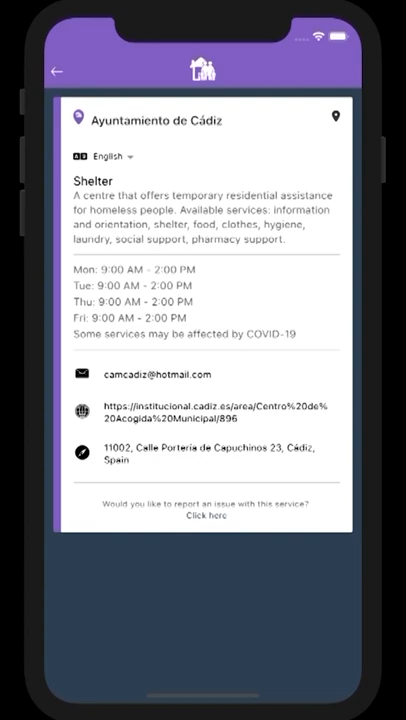 Ayuntamiento de Cádiz
English
Shelter
A centre that offers temporary residential assistance
for homeless people. Available services: information
and orientation, shelter, food, clothes, hygiene,
laundry, social support, pharmacy support.
Mon: 9:00 AM - 2:00 PM
Tue: 9:00 AM - 2:00 PM
Thu: 9:00 AM - 2:00 PM
Fri: 9:00 AM - 2:00 PM
Some services may be affected by COVID-19
camcadiz@hotmail.com
https://institucional.cadiz.es/area/Centro%20de%
20Acogida%20Municipal/896
11002, Calle Portería de Capuchinos 23, Cádiz,
Spain
Would you like to report an issue with this service?
Click here